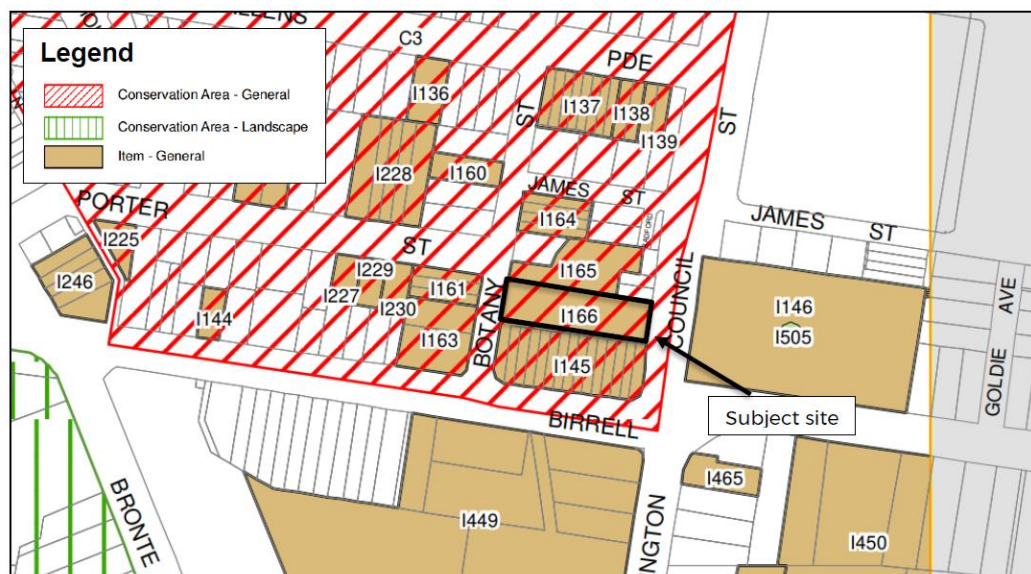 LLENS
ST
Legend
Conservation Area - General
Conservation Area - Landscape
Item - General
C3
I136
PDE
I137
I138
I139
ST
ST
I228
I160
JAMES
ST
I164
PORTER
I225
ST
I246
I229
I161
I227
I230
I144
I163
BOTANY
I165
I166
I145
COUNCIL
JAMES
ST
I146
I505
AVE
GOLDIE
Subject site
BIRRELL
BRONTE
I449
I465
NGTON
I450